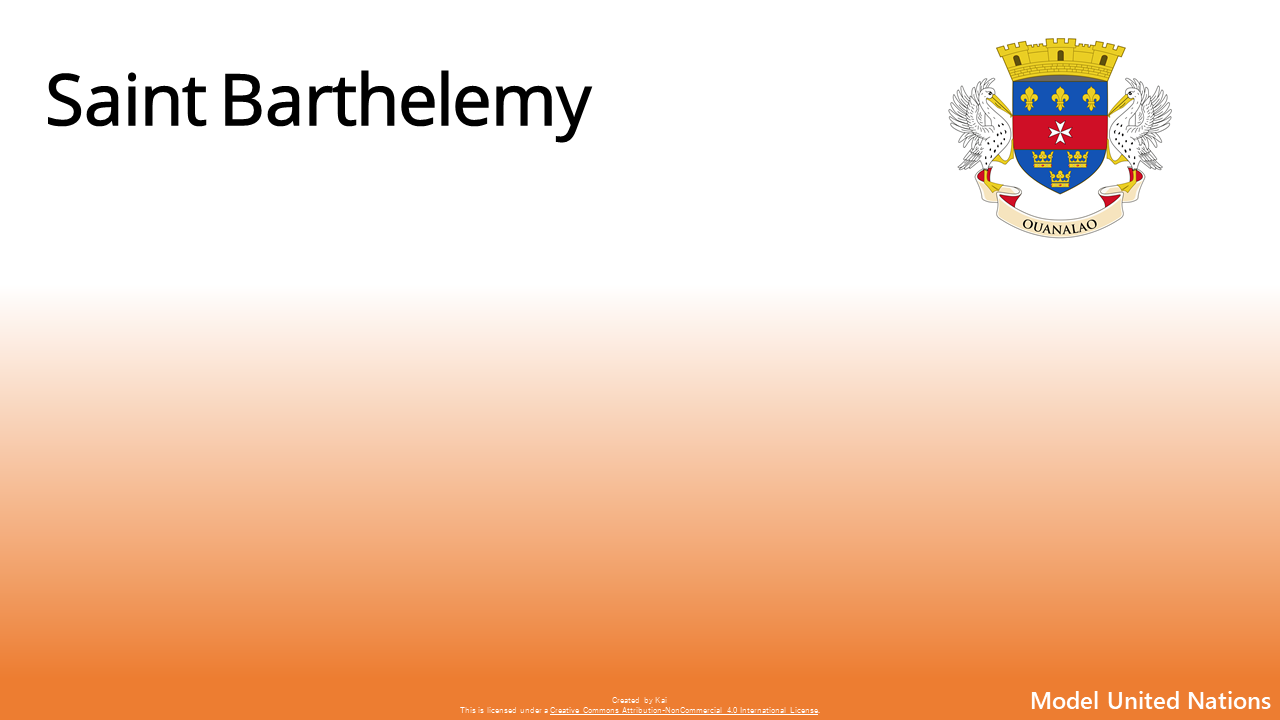 Saint Barthelemy
OUANALAO
Created by Kai
This is licensed under a Creative Commons Attribution-NonCommercial 4.0 International License.
Model United Nations